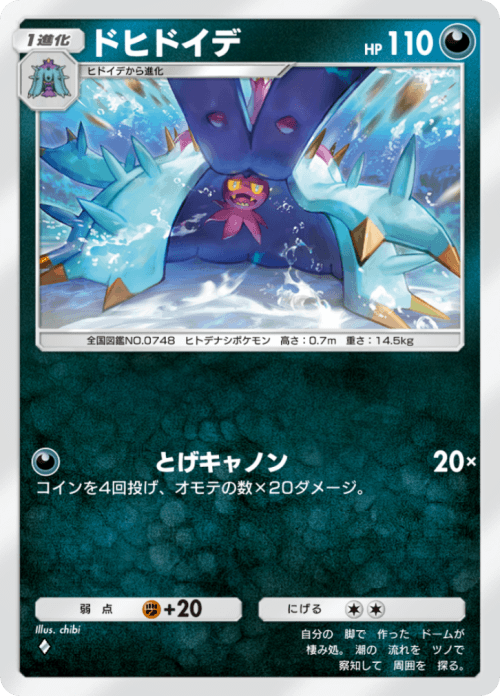 1進化
ドヒドイデ
HP 110
ヒドイデから進化
全国図鑑NO.0748 ヒトデナシポケモン 高さ:0.7m 重さ:14.5kg
とげキャノン 20×
コインを4回投げ、オモテの数×20ダメージ。
弱点 +20
にげる
Illus. chibi
自分の 脚で 作った ドームが
棲み処。 潮の 流れを ツノで
察知して 周囲を 探る。